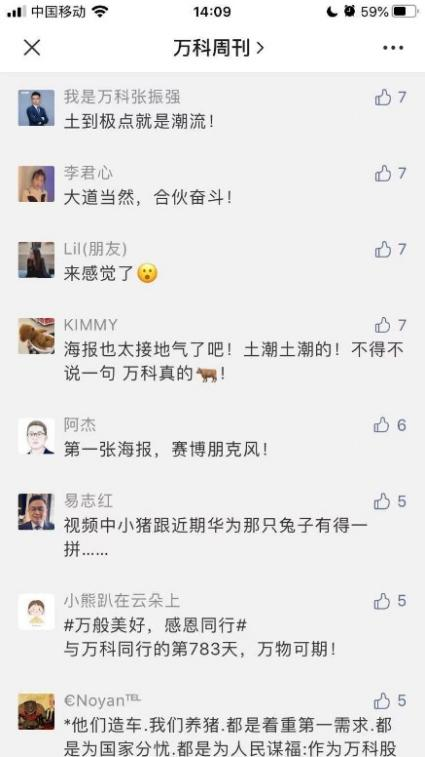 中国移动 14:09 59%
万科周刊
我是万科张振强 7
土到极点就是潮流！
李君心 7
大道当然，合伙奋斗！
Lil(朋友) 7
来感觉了😮
KIMMY 7
海报也太接地气了吧！土潮土潮的！不得不
说一句 万科真的🐂！
阿杰 6
第一张海报，赛博朋克风！
易志红 5
视频中小猪跟近期华为那只兔子有得一
拼……
小熊趴在云朵上 5
#万般美好，感恩同行#
与万科同行的第783天，万物可期！
€Noyan℡ 5
*他们造车.我们养猪.都是着重第一需求.都
是为国家分忧.都是为人民谋福:作为万科股